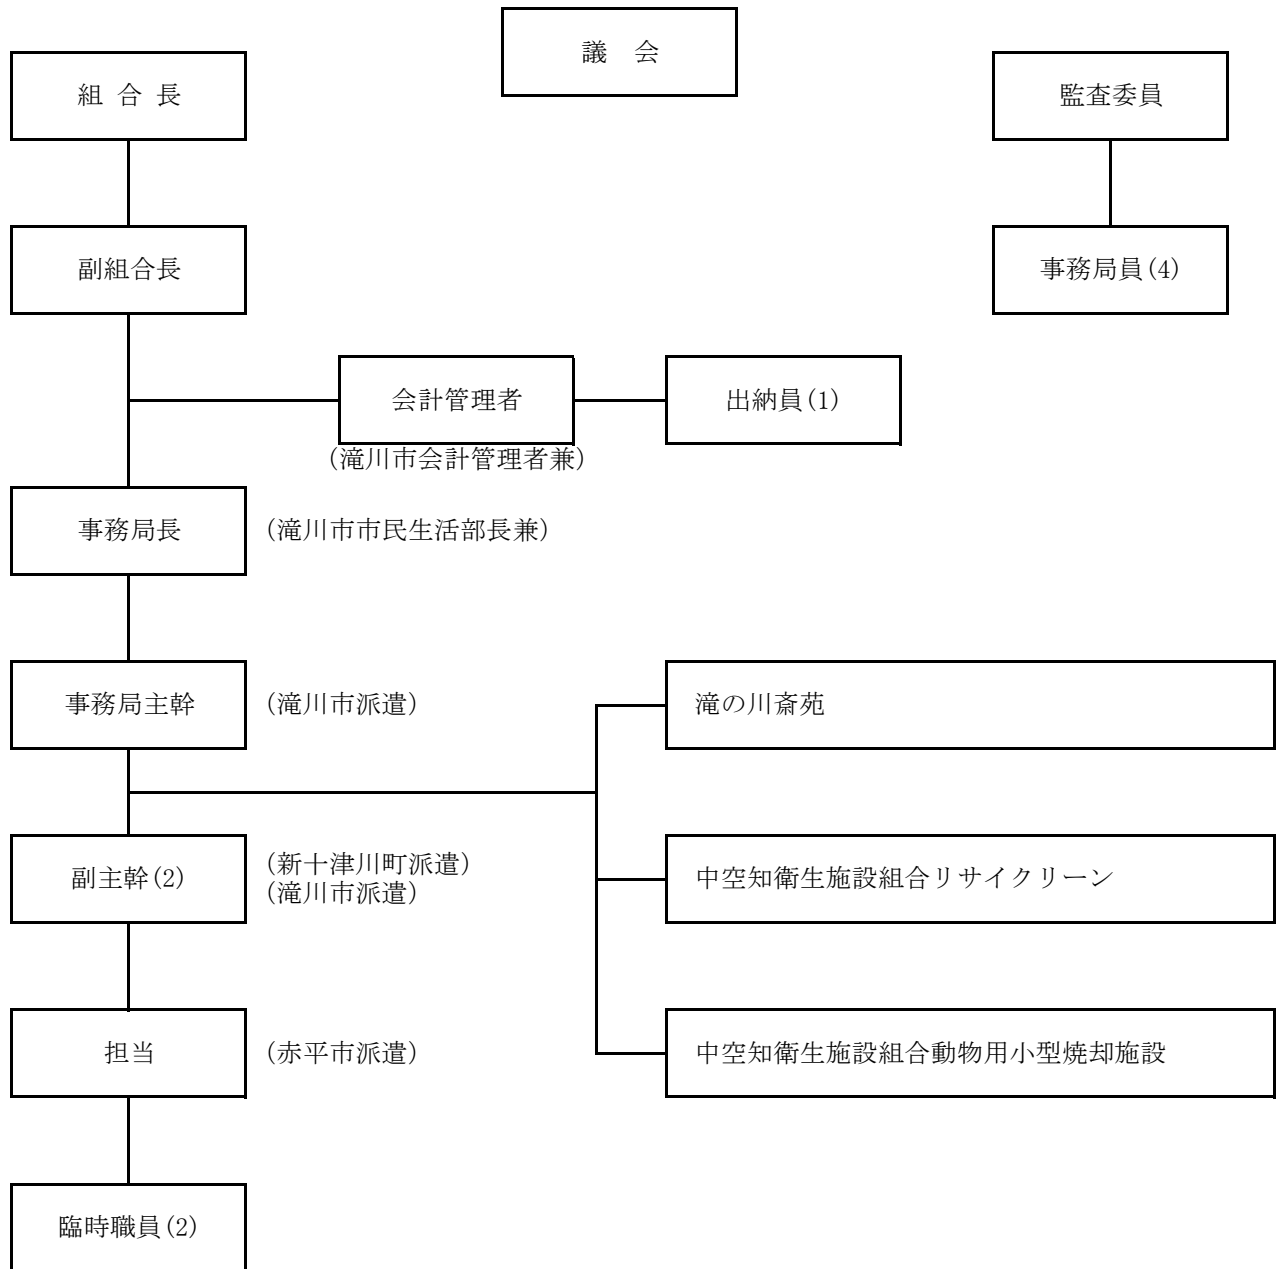 議　会
組 合 長
監査委員
副組合長
事務局員(4)
会計管理者
出納員(1)
(滝川市会計管理者兼)
事務局長
(滝川市市民生活部長兼)
事務局主幹
(滝川市派遣)
滝の川斎苑
副主幹(2)
(新十津川町派遣)
(滝川市派遣)
中空知衛生施設組合リサイクリーン
担当
(赤平市派遣)
中空知衛生施設組合動物用小型焼却施設
臨時職員(2)